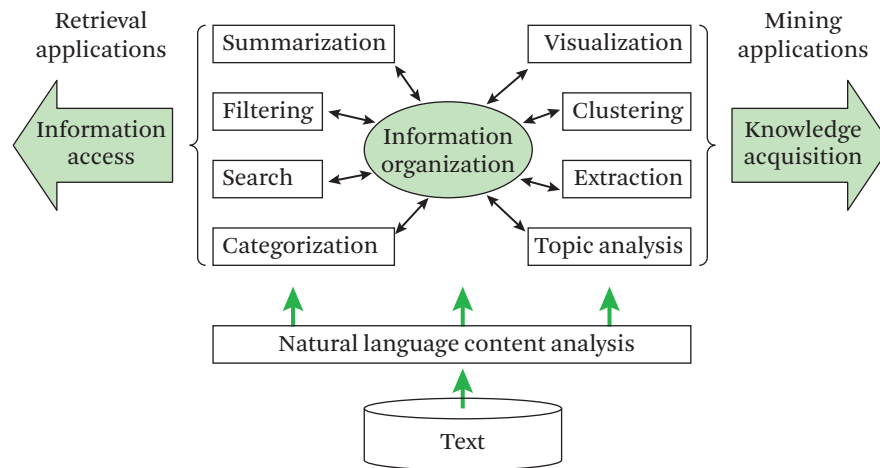 Retrieval
applications
Summarization
Visualization
Mining
applications
Filtering
Clustering
Information
access
Information
organization
Knowledge
acquisition
Search
Extraction
Categorization
Topic analysis
Natural language content analysis
Text